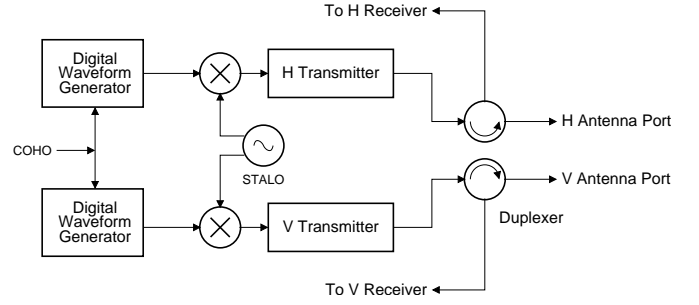 To H Receiver
Digital
Waveform
Generator
H Transmitter
H Antenna Port
COHO
STALO
V Antenna Port
Digital
Waveform
Generator
V Transmitter
Duplexer
To V Receiver